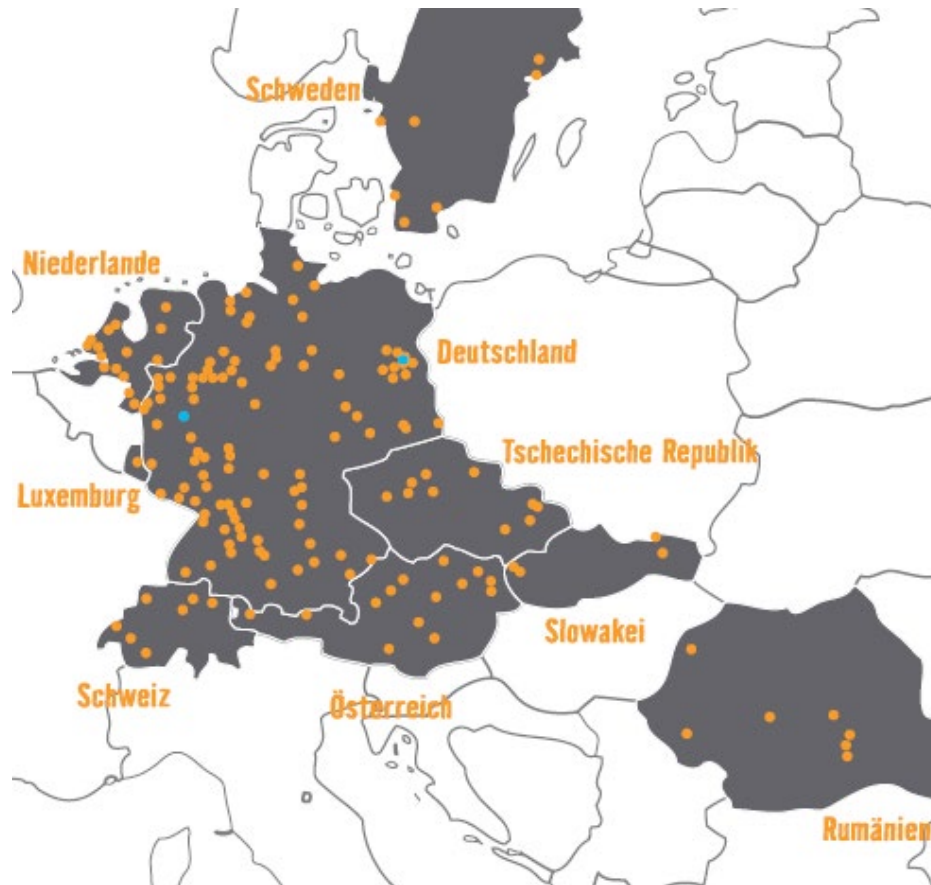 Schweden
Niederlande
Deutschland
Tschechische Republik
Luxemburg
Slowakei
Schweiz
Österreich
Rumänien